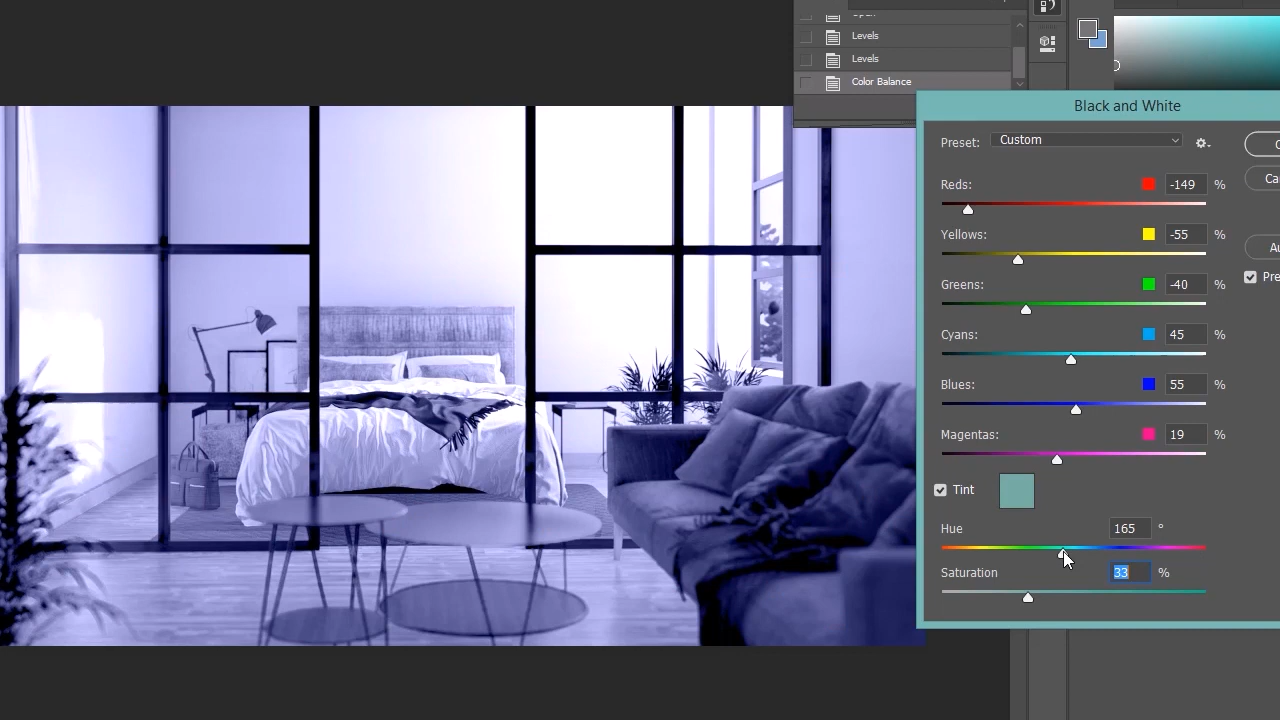 Levels
Levels
Color Balance
Black and White
Preset: Custom
Reds: -149 %
Yellows: -55 %
Greens: -40 %
Cyans: 45 %
Blues: 55 %
Magentas: 19 %
Tint
Hue 165 °
Saturation 33 %